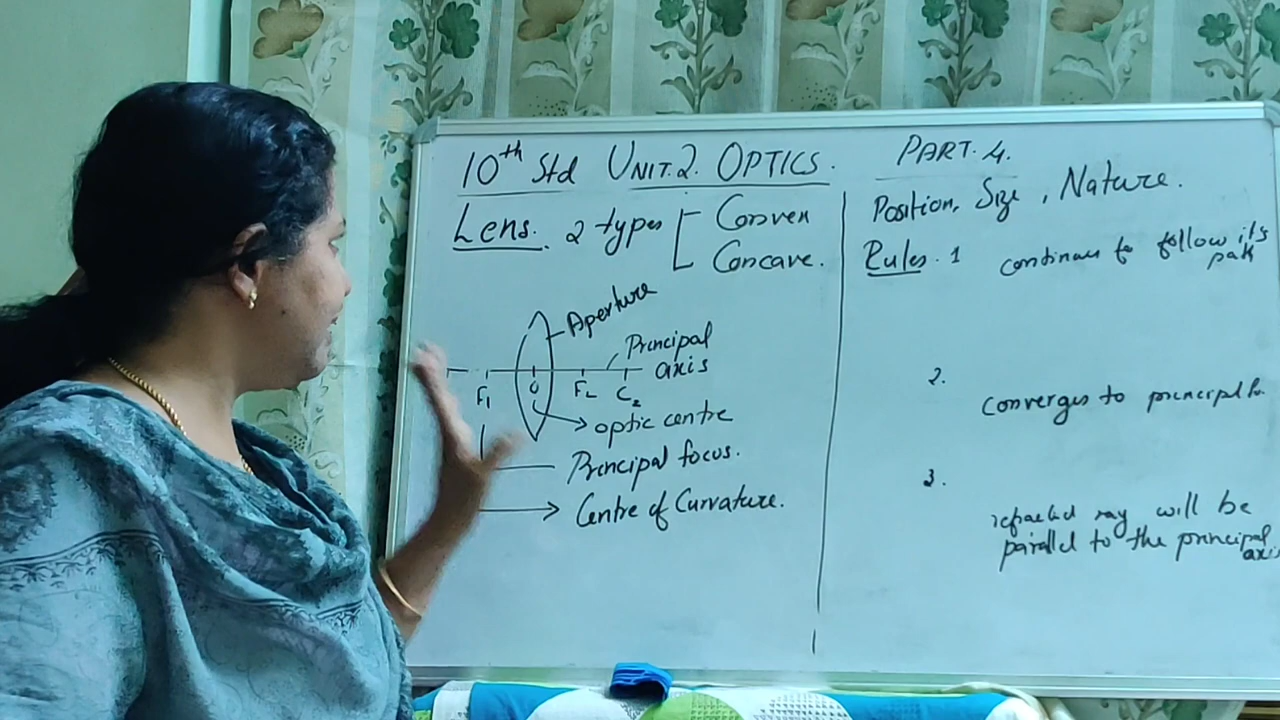 10th Std UNIT.2. OPTICS.
PART.4.
Lens. 2 types
Convex
Concave.
Aperture
Principal
axis
F1 O F2 C2
optic centre
Principal focus.
Centre of Curvature.
Position, Size, Nature.
Rules. 1 continues to follow its
path
2.
converges to principal
3.
refracted ray will be
parallel to the principal
axis